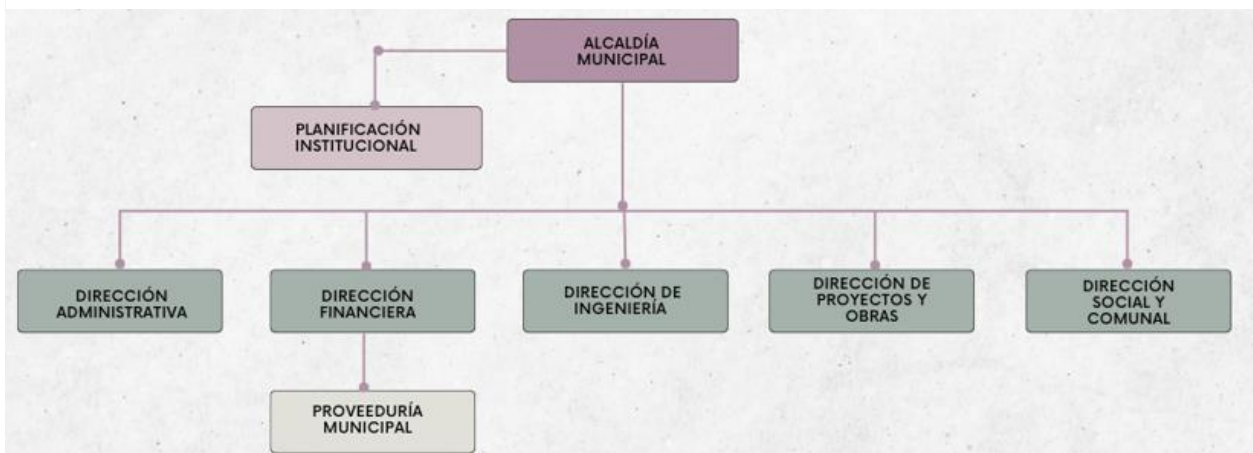 ALCALDÍA
MUNICIPAL
PLANIFICACIÓN
INSTITUCIONAL
DIRECCIÓN
ADMINISTRATIVA
DIRECCIÓN
FINANCIERA
DIRECCIÓN DE
INGENIERÍA
DIRECCIÓN DE
PROYECTOS Y
OBRAS
DIRECCIÓN
SOCIAL Y
COMUNAL
PROVEEDURÍA
MUNICIPAL